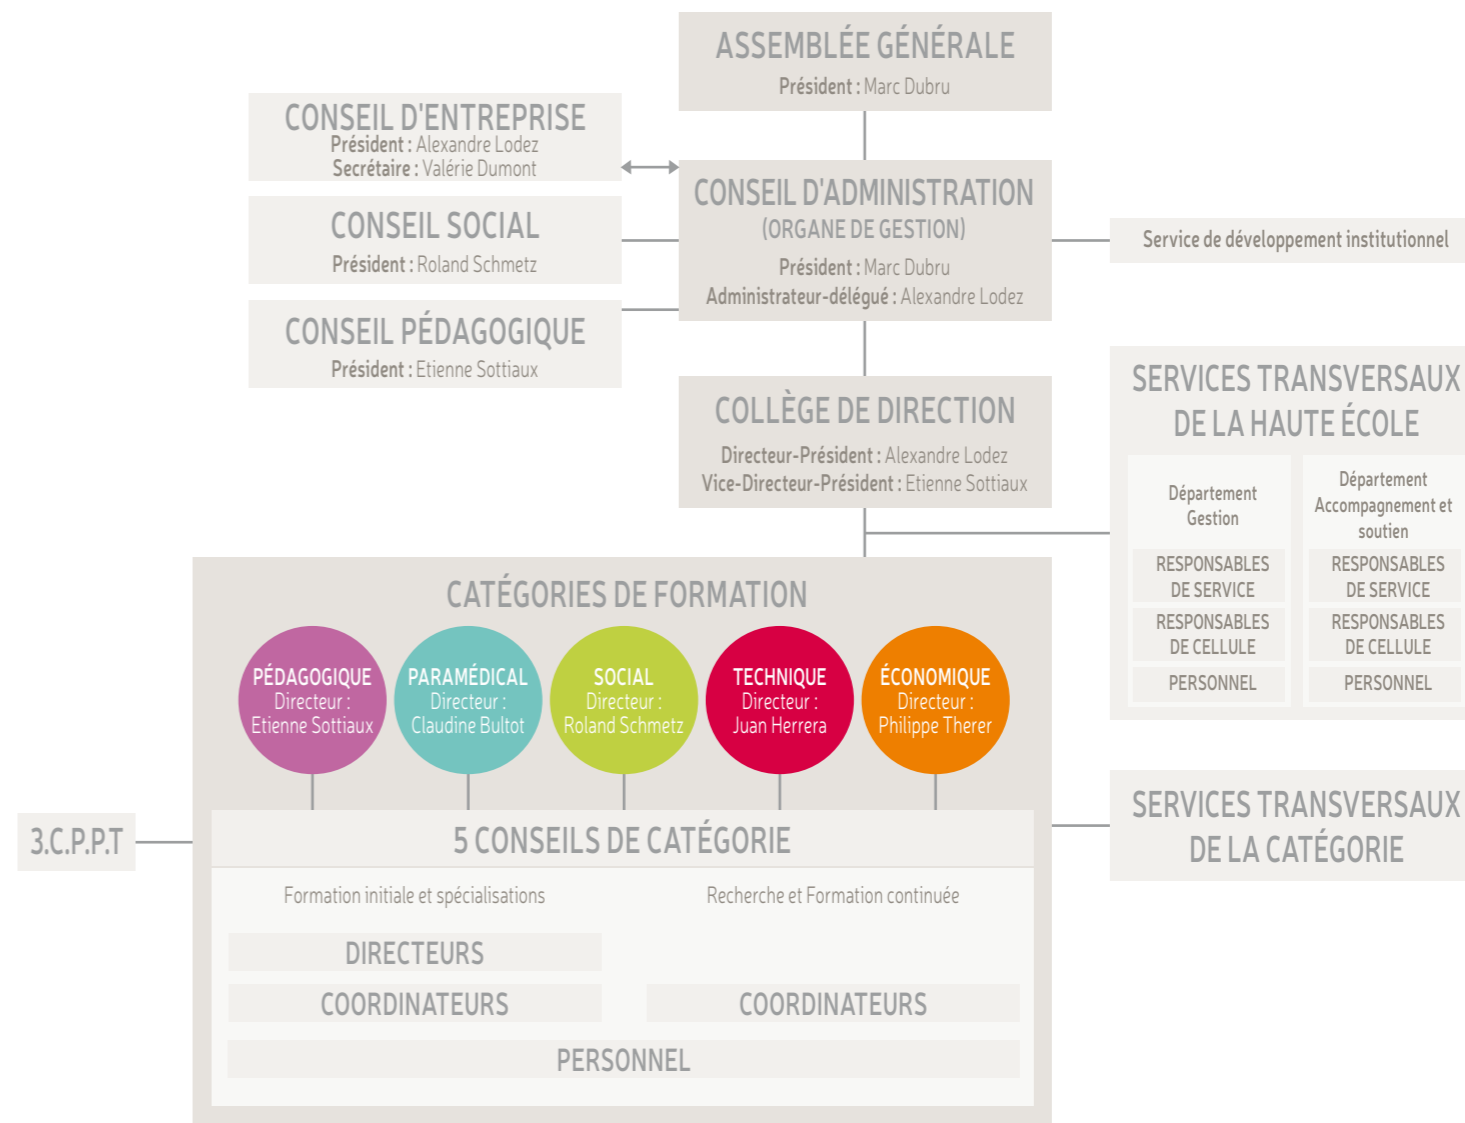 ASSEMBLÉE GÉNÉRALE
Président : Marc Dubru
CONSEIL D'ENTREPRISE
Président : Alexandre Lodez
Secrétaire : Valérie Dumont
CONSEIL D'ADMINISTRATION
(ORGANE DE GESTION)
Président : Marc Dubru
Administrateur-délégué : Alexandre Lodez
CONSEIL SOCIAL
Président : Roland Schmetz
Service de développement institutionnel
CONSEIL PÉDAGOGIQUE
Président : Etienne Sottiaux
COLLÈGE DE DIRECTION
Directeur-Président : Alexandre Lodez
Vice-Directeur-Président : Etienne Sottiaux
SERVICES TRANSVERSAUX
DE LA HAUTE ÉCOLE
Département
Gestion
RESPONSABLES
DE SERVICE
RESPONSABLES
DE CELLULE
PERSONNEL
Département
Accompagnement et
soutien
RESPONSABLES
DE SERVICE
RESPONSABLES
DE CELLULE
PERSONNEL
CATÉGORIES DE FORMATION
PÉDAGOGIQUE
Directeur :
Etienne Sottiaux
PARAMÉDICAL
Directeur :
Claudine Bultot
SOCIAL
Directeur :
Roland Schmetz
TECHNIQUE
Directeur :
Juan Herrera
ÉCONOMIQUE
Directeur :
Philippe Therer
3.C.P.P.T
5 CONSEILS DE CATÉGORIE
SERVICES TRANSVERSAUX
DE LA CATÉGORIE
Formation initiale et spécialisations
Recherche et Formation continuée
DIRECTEURS
COORDINATEURS
COORDINATEURS
PERSONNEL